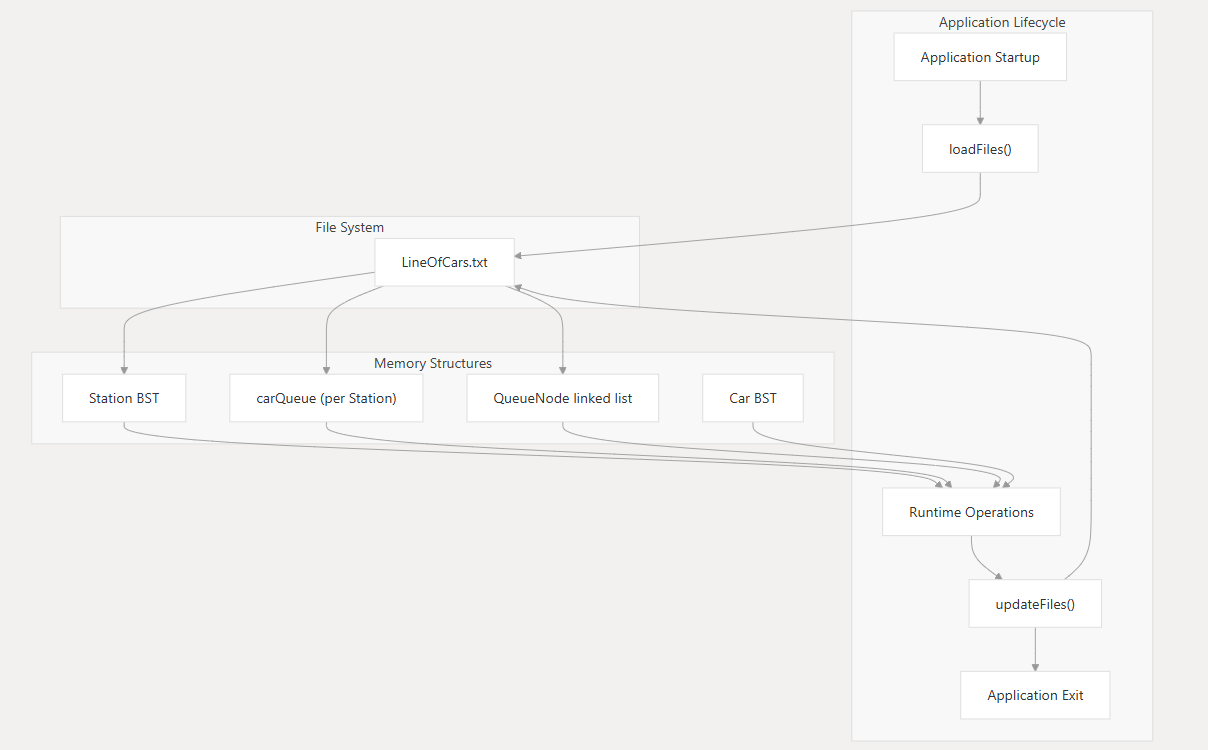 Application Lifecycle
Application Startup
loadFiles()
File System
LineOfCars.txt
Memory Structures
Station BST
carQueue (per Station)
QueueNode linked list
Car BST
Runtime Operations
updateFiles()
Application Exit